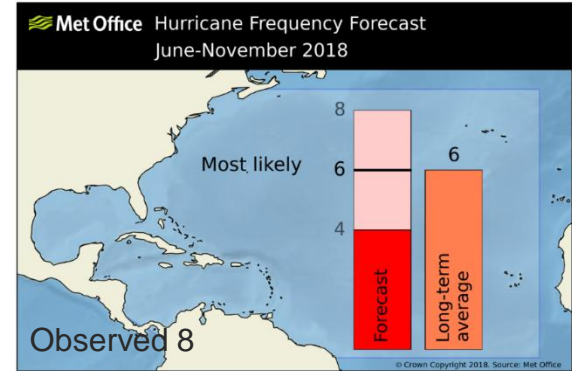 Met Office Hurricane Frequency Forecast
June-November 2018
8
Most likely 6
6
4
Forecast
Long-term
average
Observed 8
© Crown Copyright 2018. Source: Met Office